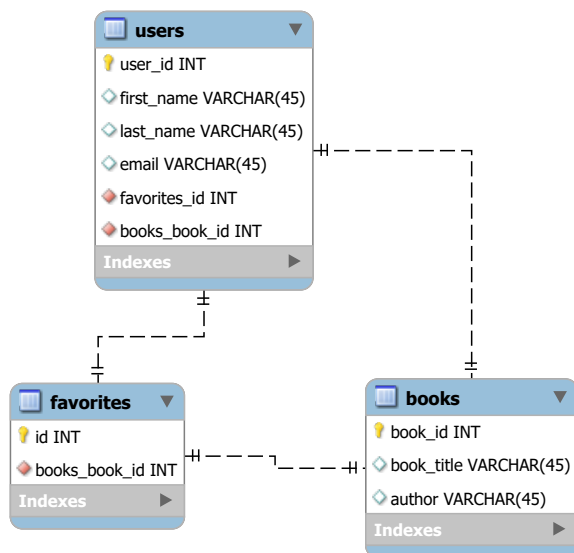 users
user_id INT
first_name VARCHAR(45)
last_name VARCHAR(45)
email VARCHAR(45)
favorites_id INT
books_book_id INT
Indexes
favorites
id INT
books_book_id INT
Indexes
books
book_id INT
book_title VARCHAR(45)
author VARCHAR(45)
Indexes